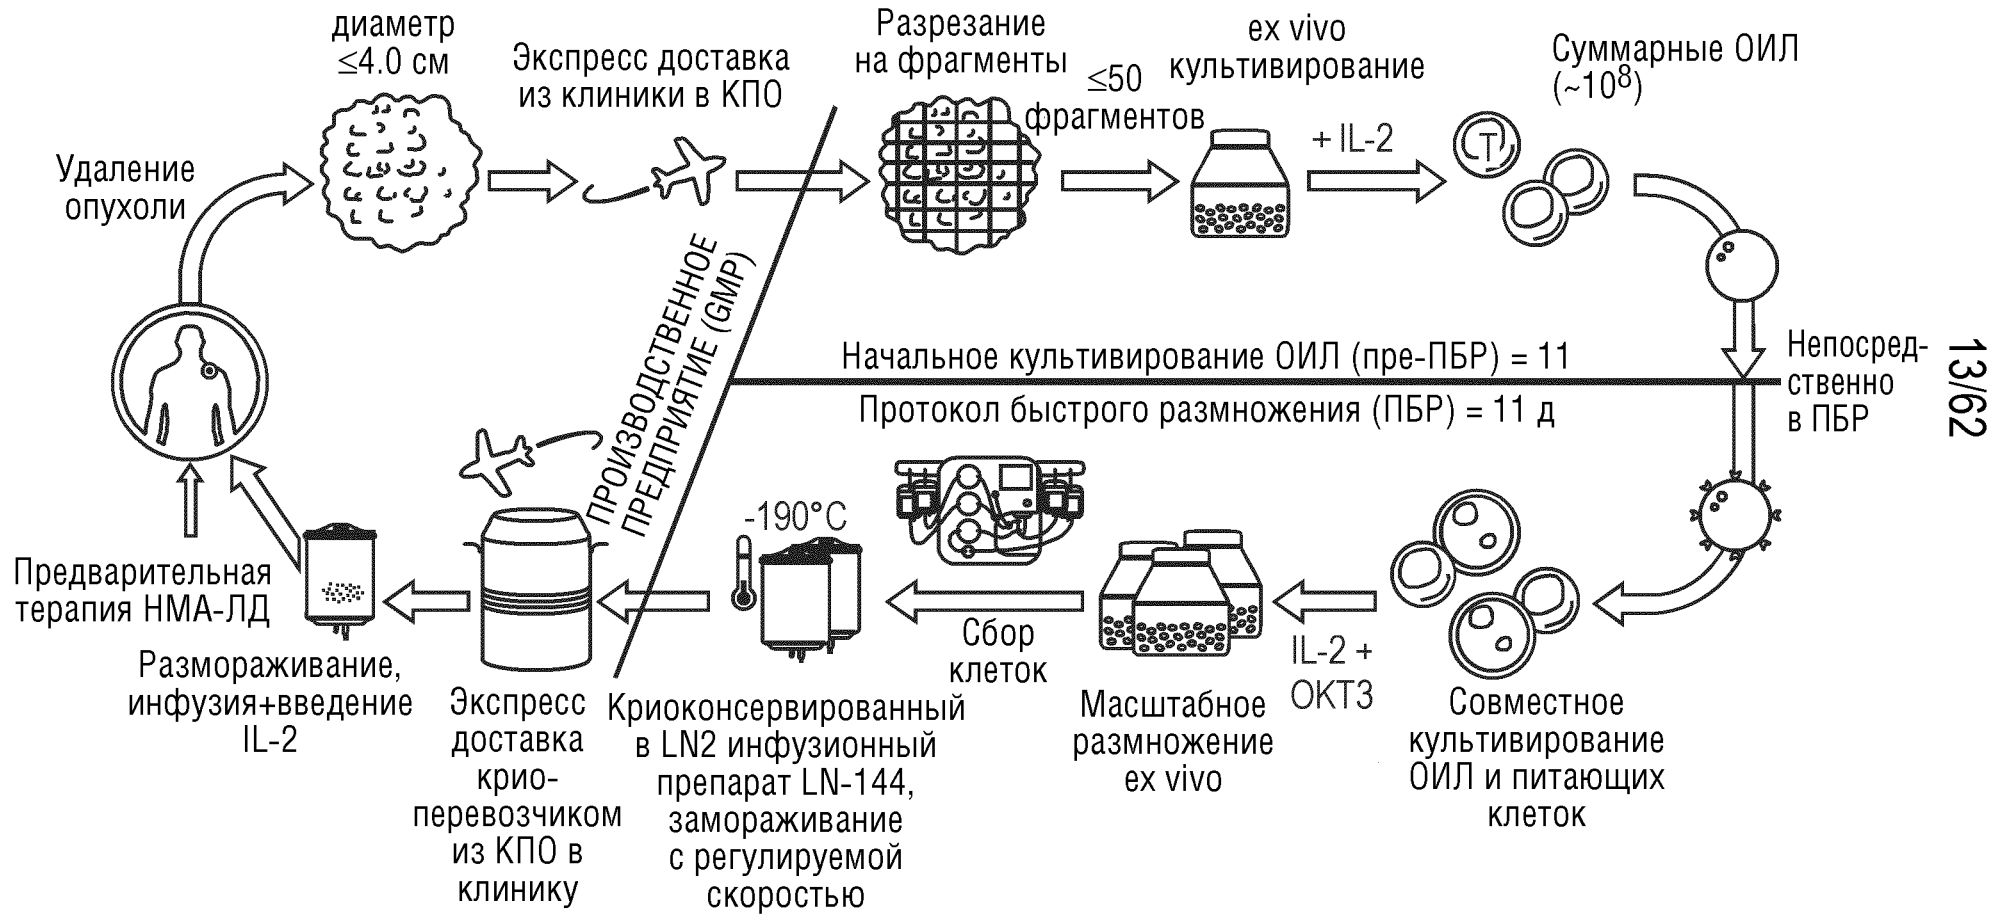 диаметр
≤4.0 см
Экспресс доставка
из клиники в КПО
Разрезание
на фрагменты
≤50
фрагментов
ex vivo
культивирование
+ IL-2
Суммарные ОИЛ
(~10⁸)
T
Удаление
опухоли
ПРОИЗВОДСТВЕННОЕ
ПРЕДПРИЯТИЕ (GMP)
Начальное культивирование ОИЛ (пре-ПБР) = 11
Протокол быстрого размножения (ПБР) = 11 д
Непосред-
ственно
в ПБР
13/62
-190°C
Предварительная
терапия НМА-ЛД
Размораживание,
инфузия+введение
IL-2
Экспресс
доставка
крио-
перевозчиком
из КПО в
клинику
Криоконсервированный
в LN2 инфузионный
препарат LN-144,
замораживание
с регулируемой
скоростью
Сбор
клеток
Масштабное
размножение
ex vivo
IL-2 +
OKT3
Совместное
культивирование
ОИЛ и питающих
клеток